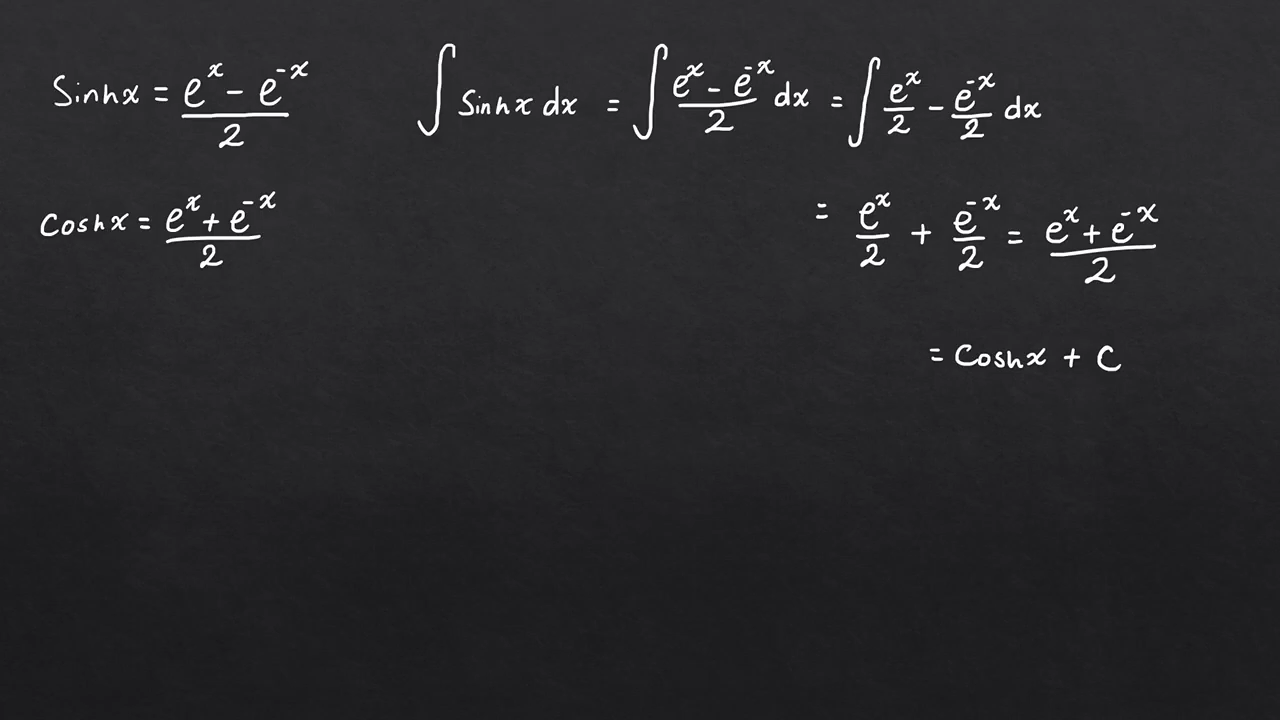 Sinhx = (e^x - e^-x)/2
∫ Sinhx dx = ∫ (e^x - e^-x)/2 dx = ∫ e^x/2 - e^-x/2 dx
Coshx = (e^x + e^-x)/2
= e^x/2 + e^-x/2 = (e^x + e^-x)/2
= Coshx + C